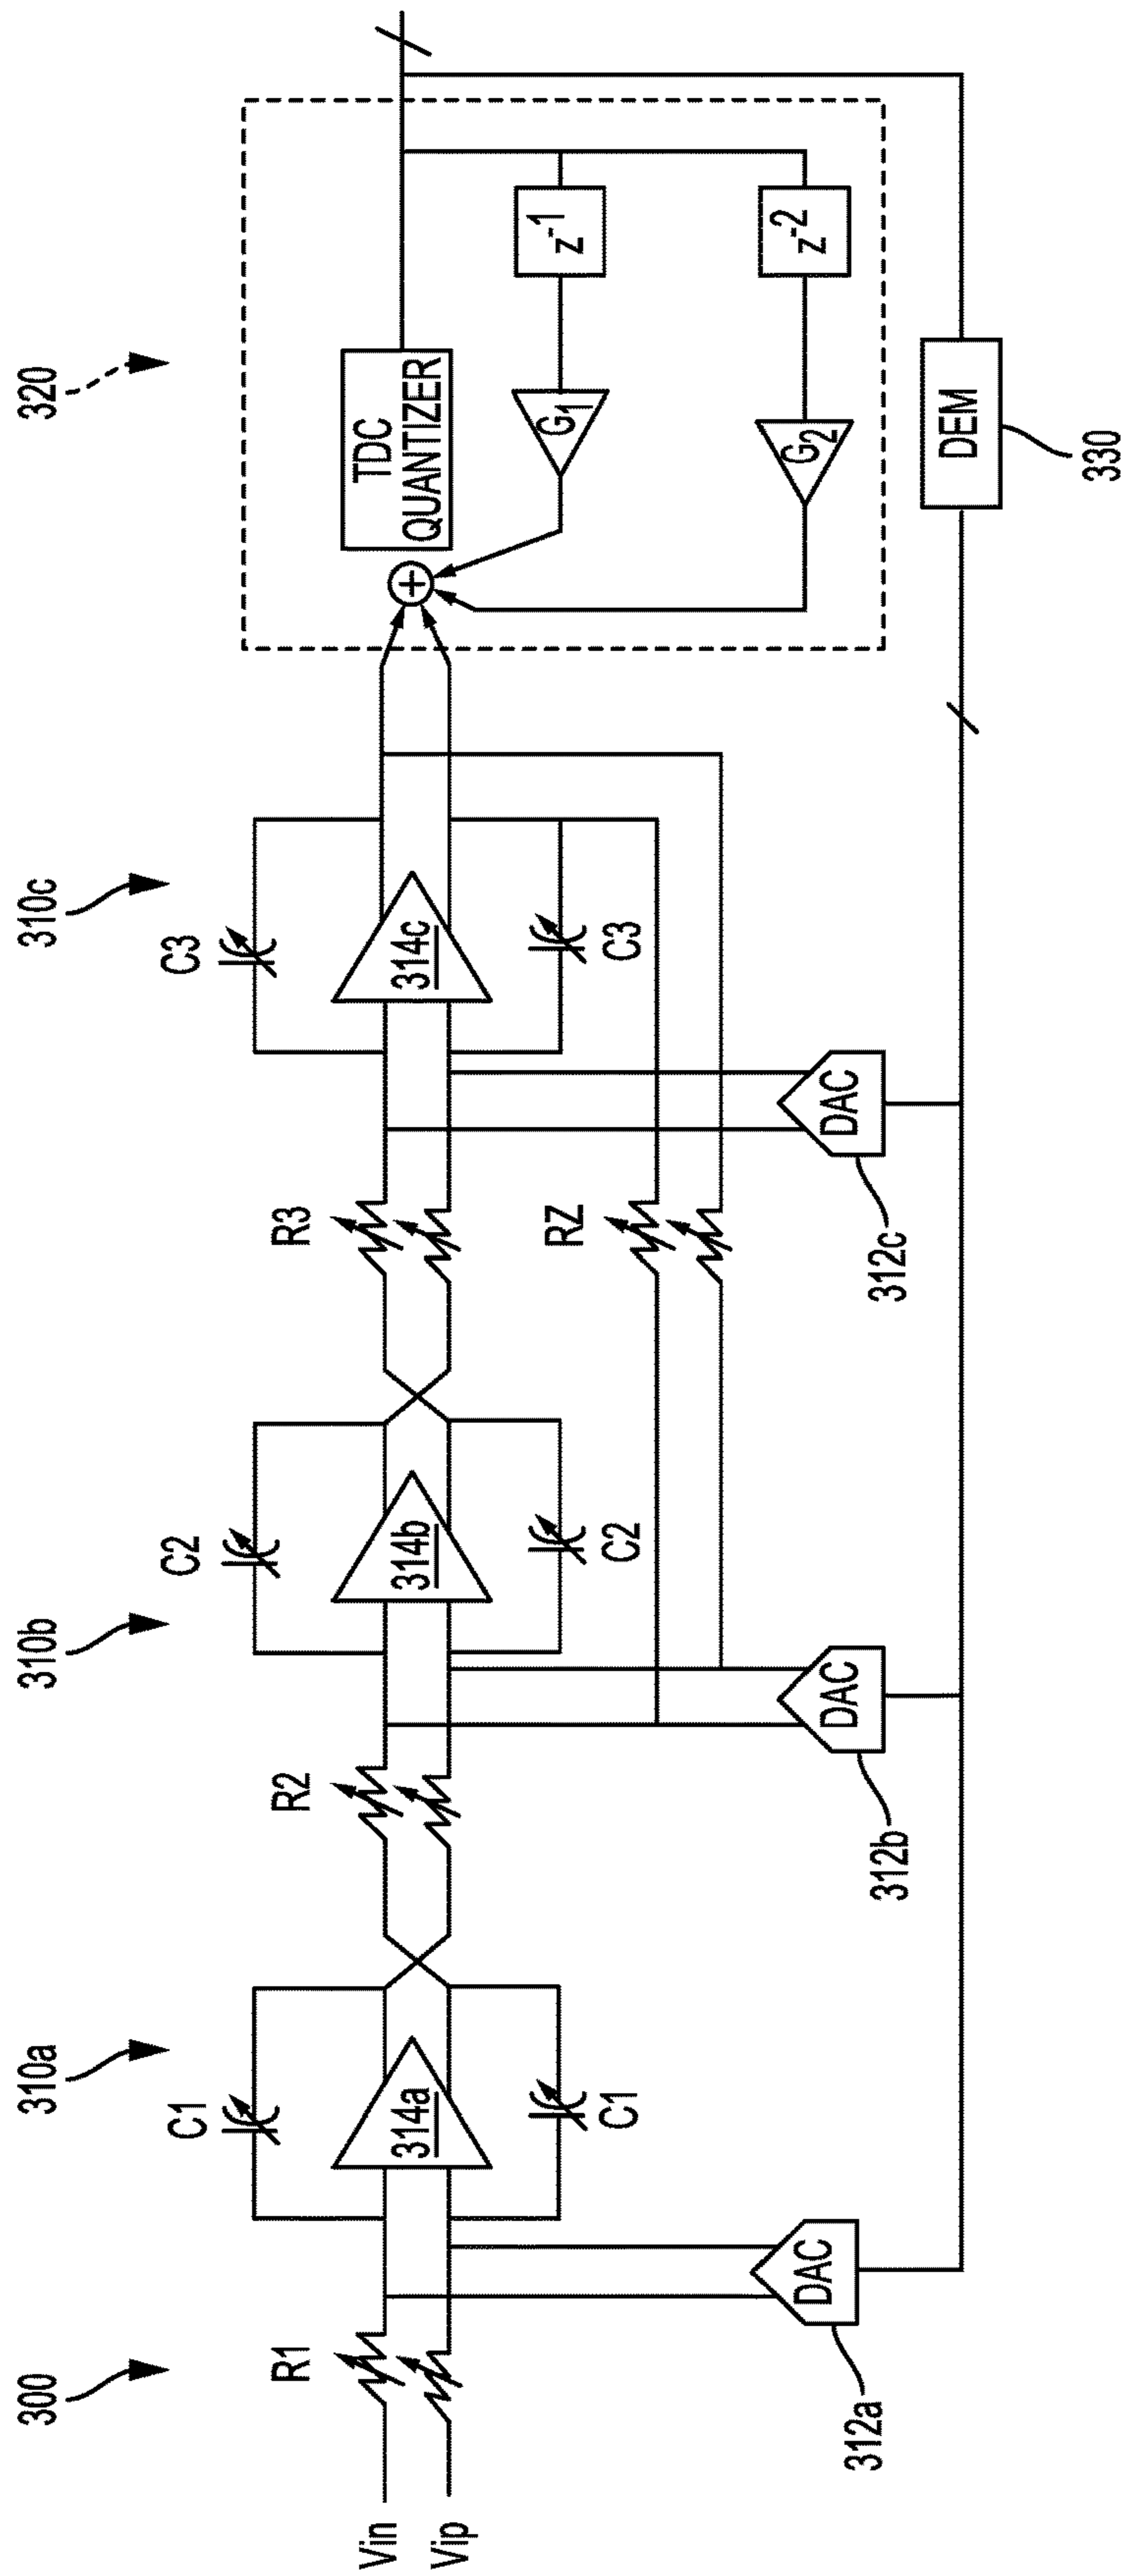 300
310a
310b
310c
320
C1
C2
C3
R1
R2
R3
Vin
Vip
314a
314b
314c
TDC
QUANTIZER
+
C1
C2
C3
RZ
G1
z-1
G2
z-2
DAC
DAC
DAC
312a
312b
312c
DEM
330